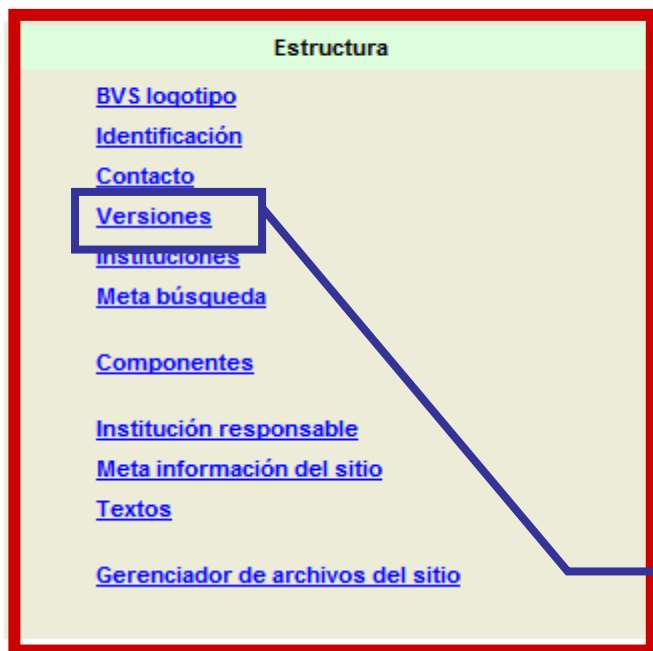 Estructura
BVS logotipo
Identificación
Contacto
Versiones
Instituciones
Meta búsqueda
Componentes
Institución responsable
Meta información del sitio
Textos
Gerenciador de archivos del sitio